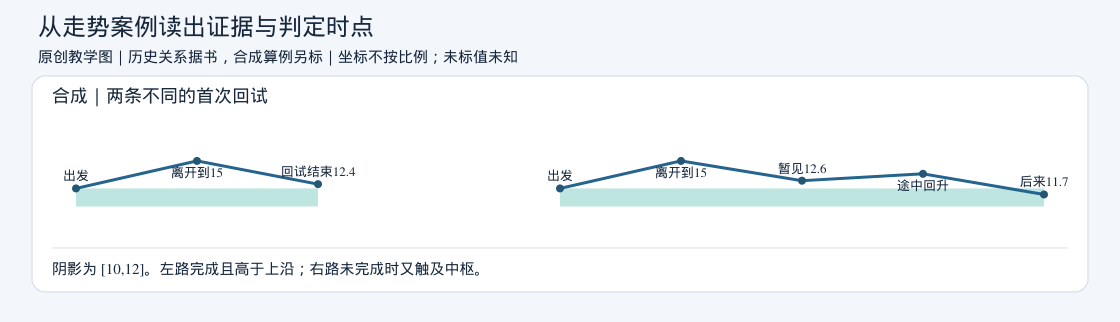 从走势案例读出证据与判定时点
原创教学图｜历史关系据书，合成算例另标｜坐标不按比例；未标值未知
合成｜两条不同的首次回试
出发
离开到15
回试结束12.4
出发
离开到15
暂见12.6
途中回升
后来11.7
阴影为 [10,12]。左路完成且高于上沿；右路未完成时又触及中枢。